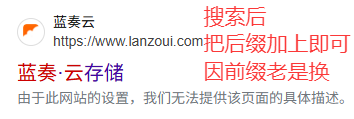 蓝奏云
https://www.lanzoui.com
蓝奏·云存储
由于此网站的设置，我们无法提供该页面的具体描述。
搜索后
把后缀加上即可
因前缀老是换